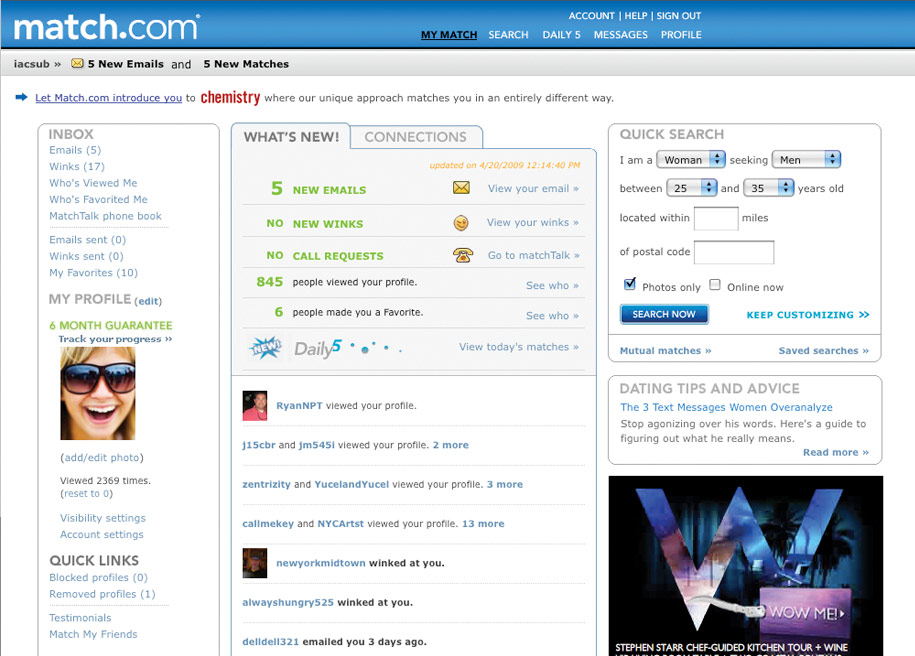 match.com®
ACCOUNT | HELP | SIGN OUT
MY MATCH SEARCH DAILY 5 MESSAGES PROFILE
iacsub » 5 New Emails and 5 New Matches
Let Match.com introduce you to chemistry where our unique approach matches you in an entirely different way.
INBOX
Emails (5)
Winks (17)
Who's Viewed Me
Who's Favorited Me
MatchTalk phone book
Emails sent (0)
Winks sent (0)
My Favorites (10)
MY PROFILE (edit)
6 MONTH GUARANTEE
Track your progress »
(add/edit photo)
Viewed 2369 times.
(reset to 0)
Visibility settings
Account settings
QUICK LINKS
Blocked profiles (0)
Removed profiles (1)
Testimonials
Match My Friends
WHAT'S NEW! CONNECTIONS
updated on 4/20/2009 12:14:40 PM
5 NEW EMAILS View your email »
NO NEW WINKS View your winks »
NO CALL REQUESTS Go to matchTalk »
845 people viewed your profile. See who »
6 people made you a Favorite. See who »
NEW! Daily5 View today's matches »
RyanNPT viewed your profile.
j15cbr and jm545i viewed your profile. 2 more
zentrizity and YucelandYucel viewed your profile. 3 more
callmekey and NYCArtst viewed your profile. 13 more
newyorkmidtown winked at you.
alwayshungry525 winked at you.
delldell321 emailed you 3 days ago.
QUICK SEARCH
I am a Woman seeking Men
between 25 and 35 years old
located within miles
of postal code
Photos only Online now
SEARCH NOW KEEP CUSTOMIZING >>
Mutual matches » Saved searches »
DATING TIPS AND ADVICE
The 3 Text Messages Women Overanalyze
Stop agonizing over his words. Here's a guide to
figuring out what he really means.
Read more »
W
WOW ME!
STEPHEN STARR CHEF-GUIDED KITCHEN TOUR + WINE